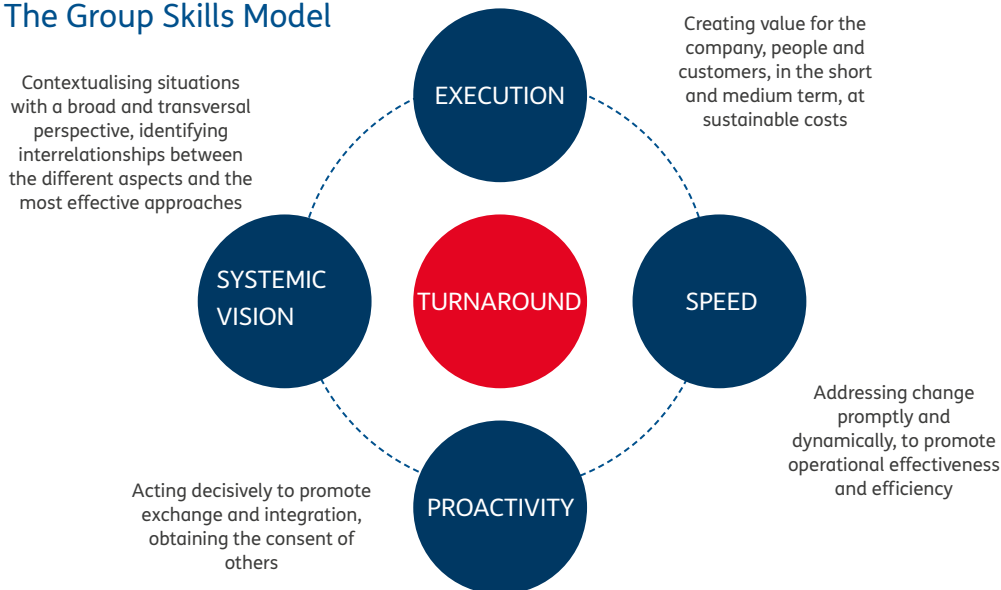 The Group Skills Model
Contextualising situations
with a broad and transversal
perspective, identifying
interrelationships between
the different aspects and the
most effective approaches
EXECUTION
Creating value for the
company, people and
customers, in the short
and medium term, at
sustainable costs
SYSTEMIC
VISION
TURNAROUND
SPEED
Addressing change
promptly and
dynamically, to promote
operational effectiveness
and efficiency
Acting decisively to promote
exchange and integration,
obtaining the consent of
others
PROACTIVITY